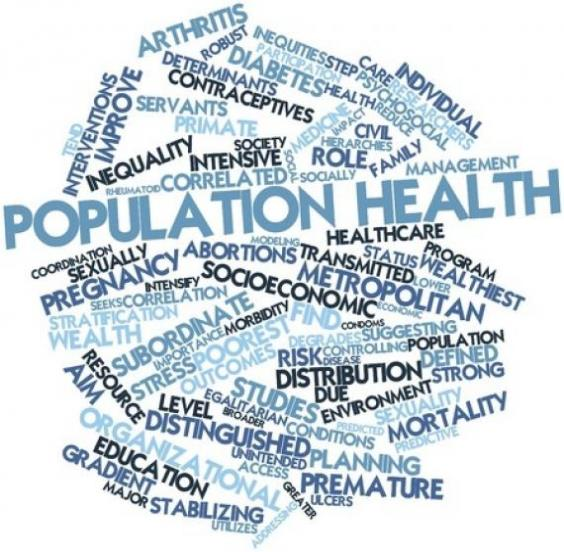 ARTHRITIS
ROBUST
INEQUITIES
STEP
CARE
RESEARCHERS
INDIVIDUAL
PARTICIPATION
DETERMINANTS
DIABETES
PSYCHOSOCIAL
CONTRACEPTIVES
HEALTH
REDUCE
INTERVENTIONS
IMPROVE
TEND
SERVANTS
PRIMATE
MEDICINE
IMPACT
CIVIL
HIERARCHIES
SOCIETY
INEQUALITY
INTENSIVE
ROLE
FAMILY
MANAGEMENT
RHEUMATOID
CORRELATED
SOCIALLY
POPULATION HEALTH
HEALTHCARE
COORDINATION
SEXUALLY
ABORTIONS
MODELING
TRANSMITTED
STATUS
PROGRAM
WEALTHIEST
LOWER
PREGNANCY
INTENSIFY
SOCIOECONOMIC
METROPOLITAN
ECONOMIC
SEEKS
CORRELATION
STRATIFICATION
WEALTH
SUBORDINATE
IMPORTANCE
MORBIDITY
FIND
CONDOMS
DEGRADES
SUGGESTING
POPULATION
STRESS
POOREST
OUTCOMES
RISK
CONTROLLING
DISEASE
DEFINED
RESOURCE
AIM
DISTRIBUTION
STRONG
DUE
ENVIRONMENT
LEVEL
EGALITARIAN
BROADER
STUDIES
SEXUALITY
MORTALITY
PREDICTED
PREDICTIVE
CONDITIONS
ORGANIZATIONAL
DISTINGUISHED
UNINTENDED
ACCESS
PLANNING
EDUCATION
GRADIENT
MAJOR
STABILIZING
UTILIZES
ADDRESSING
GREATER
ULCERS
PREMATURE